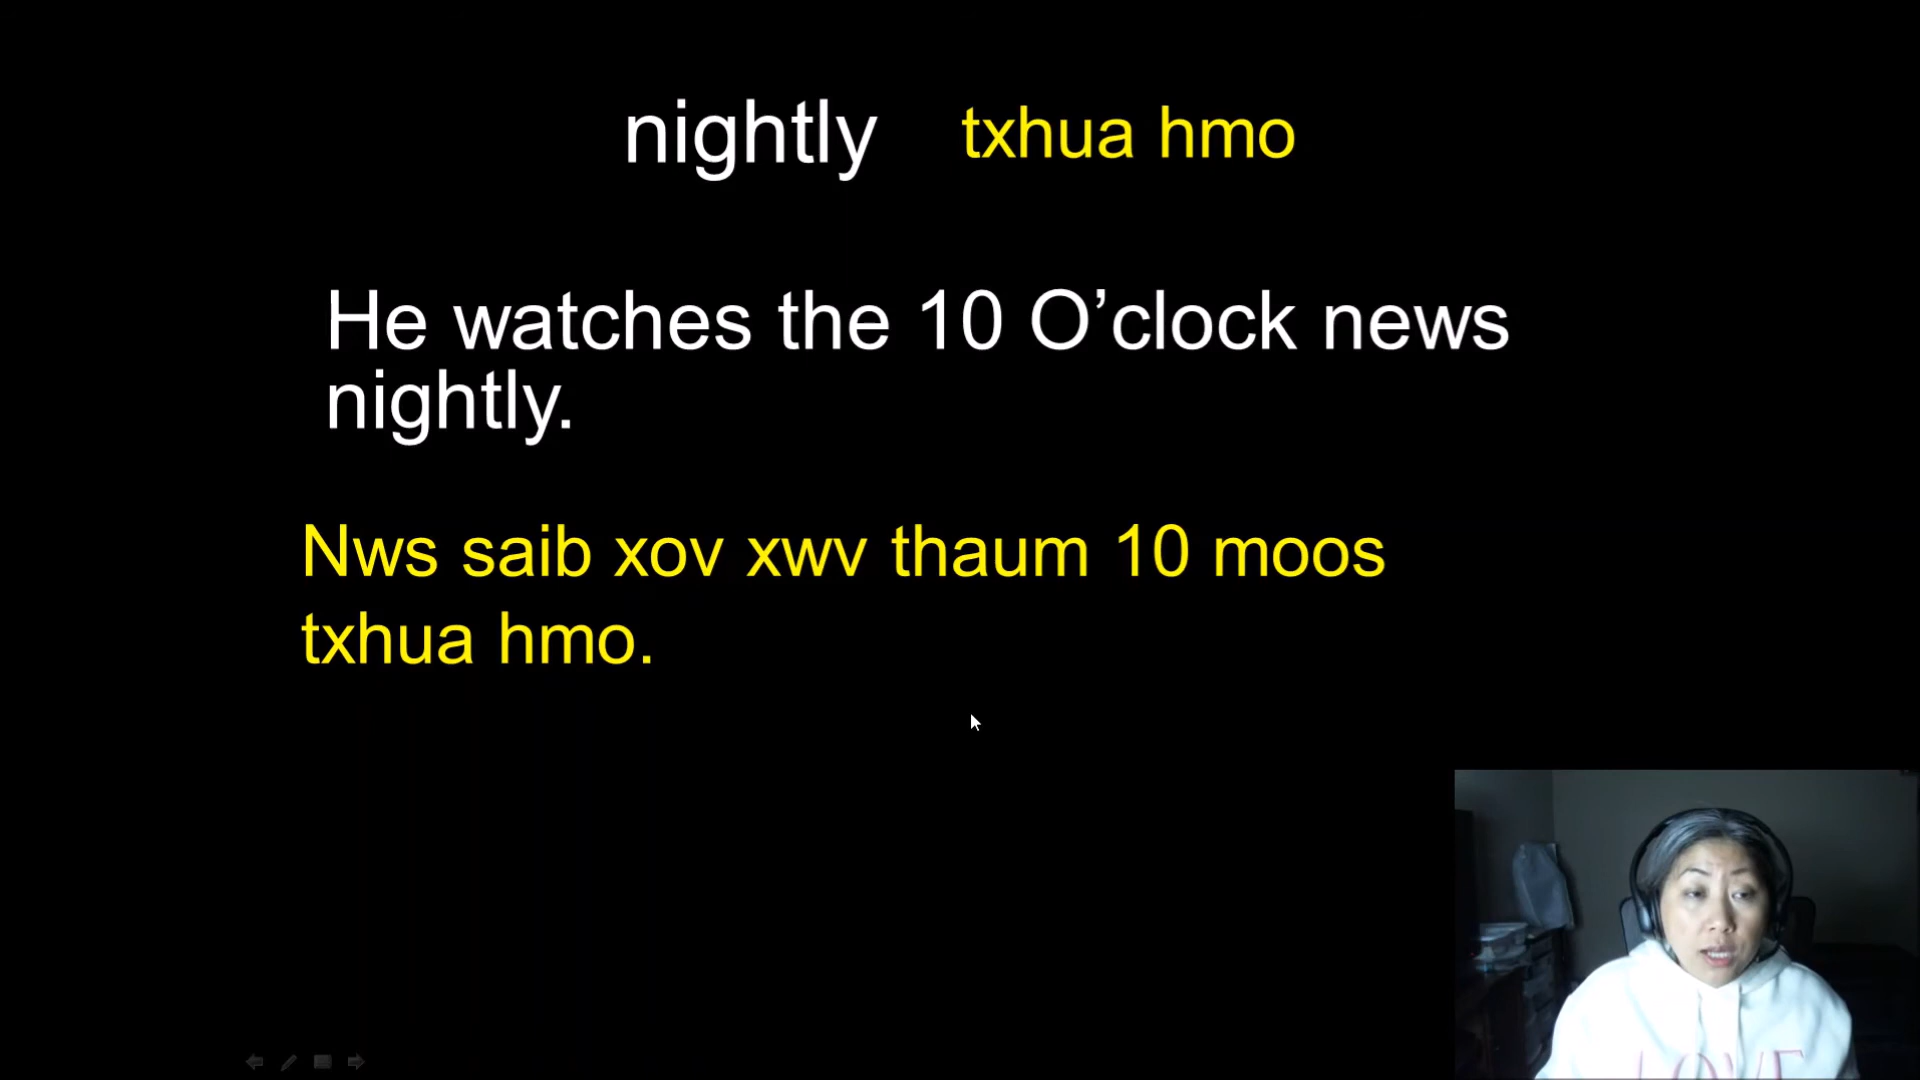 nightly txhua hmo
He watches the 10 O’clock news
nightly.
Nws saib xov xwv thaum 10 moos
txhua hmo.